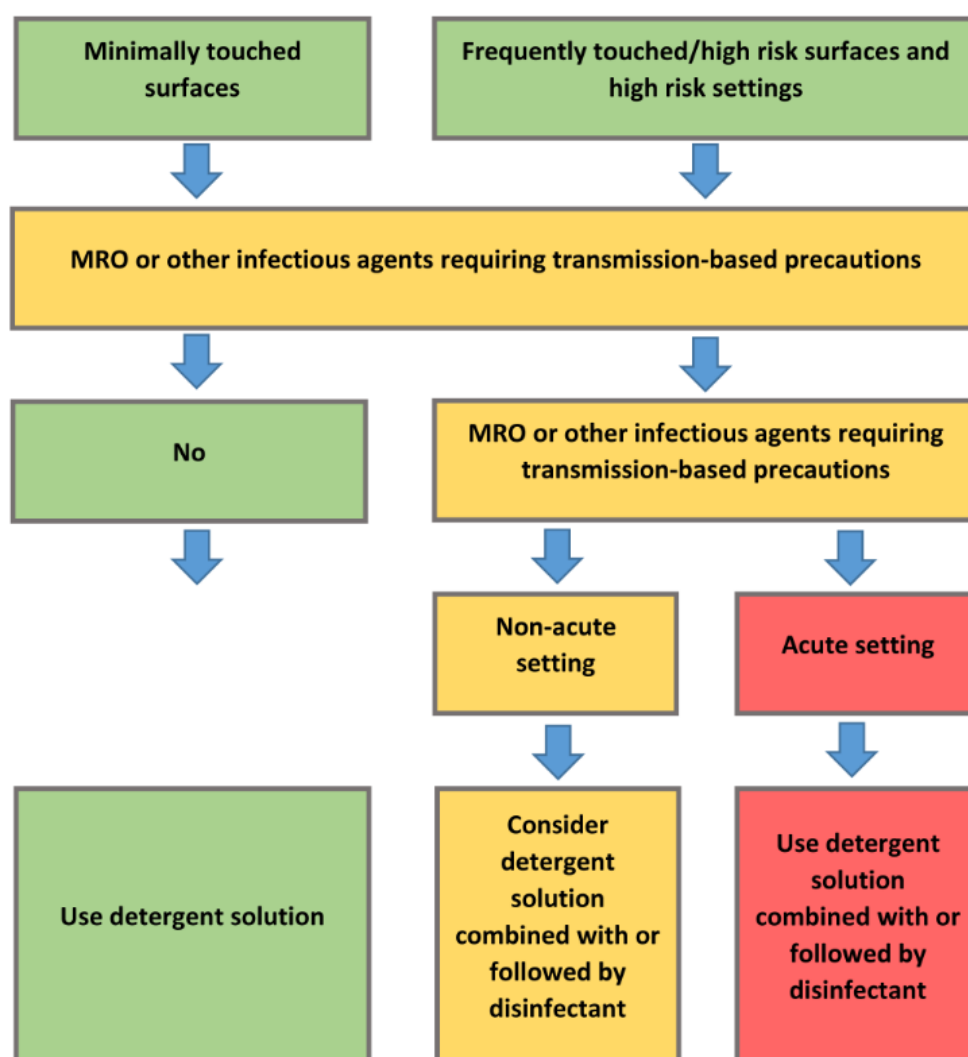 Minimally touched
surfaces
Frequently touched/high risk surfaces and
high risk settings
MRO or other infectious agents requiring transmission-based precautions
No
MRO or other infectious agents requiring
transmission-based precautions
Non-acute
setting
Acute setting
Use detergent solution
Consider
detergent
solution
combined with or
followed by
disinfectant
Use detergent
solution
combined with or
followed by
disinfectant